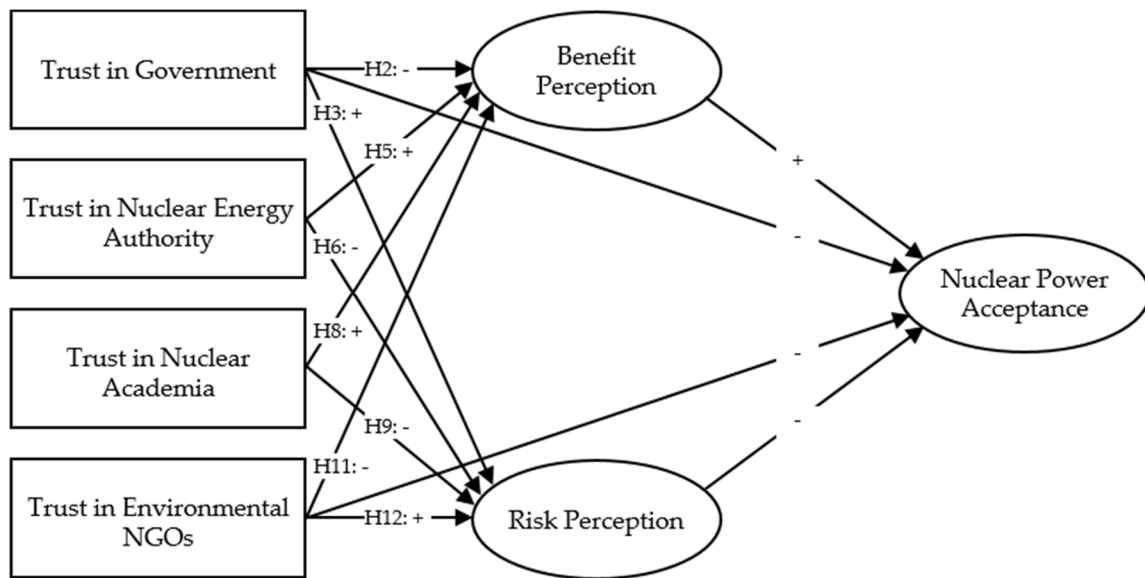 Trust in Government
Trust in Nuclear Energy
Authority
Trust in Nuclear
Academia
Trust in Environmental
NGOs
H2: -
H3: +
H5: +
H6: -
H8: +
H9: -
H11: -
H12: +
Benefit
Perception
Risk Perception
+
-
-
-
Nuclear Power
Acceptance